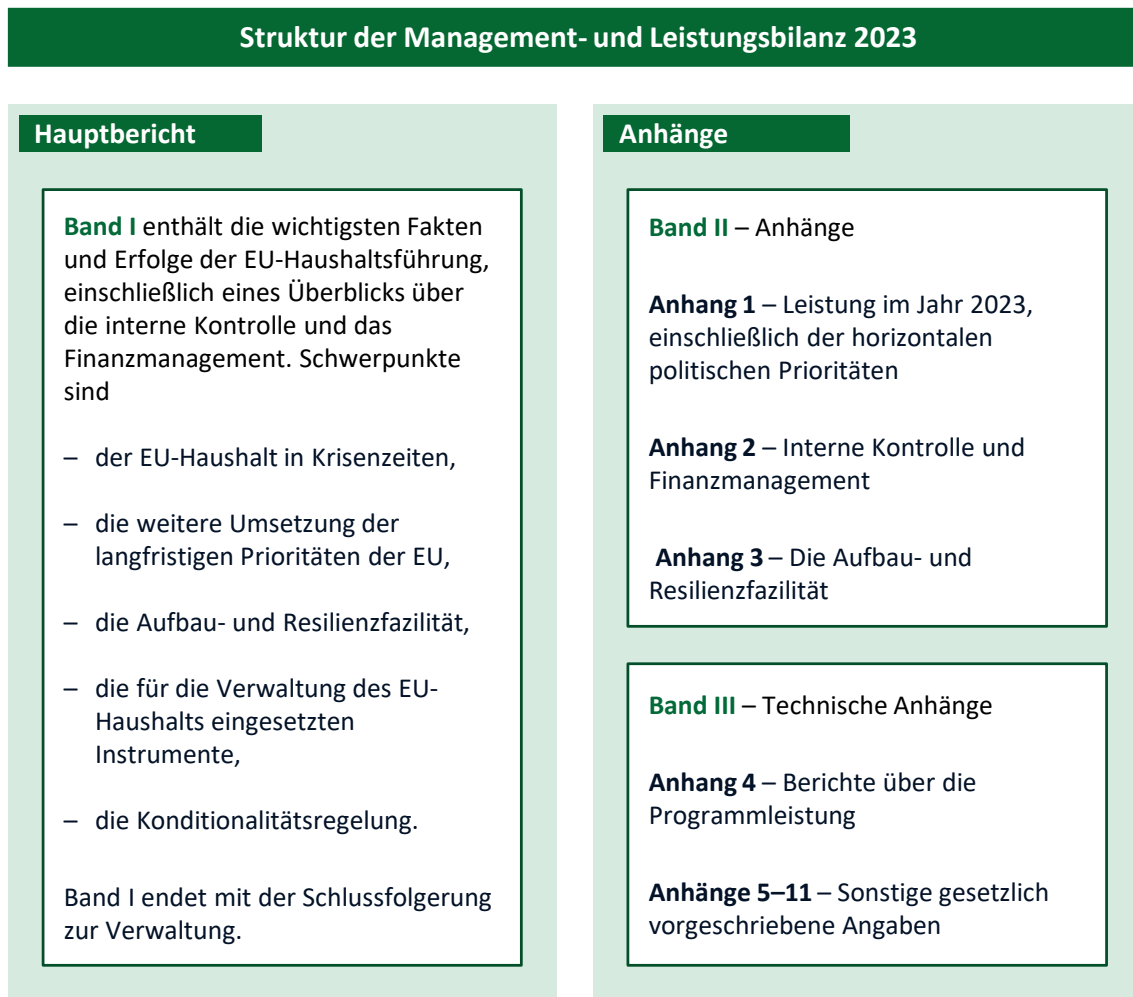 Struktur der Management- und Leistungsbilanz 2023
Hauptbericht
Band I enthält die wichtigsten Fakten
und Erfolge der EU-Haushaltsführung,
einschließlich eines Überblicks über
die interne Kontrolle und das
Finanzmanagement. Schwerpunkte
sind
– der EU-Haushalt in Krisenzeiten,
– die weitere Umsetzung der
langfristigen Prioritäten der EU,
– die Aufbau- und Resilienzfazilität,
– die für die Verwaltung des EU-
Haushalts eingesetzten
Instrumente,
– die Konditionalitätsregelung.
Band I endet mit der Schlussfolgerung
zur Verwaltung.
Anhänge
Band II – Anhänge
Anhang 1 – Leistung im Jahr 2023,
einschließlich der horizontalen
politischen Prioritäten
Anhang 2 – Interne Kontrolle und
Finanzmanagement
Anhang 3 – Die Aufbau- und
Resilienzfazilität
Band III – Technische Anhänge
Anhang 4 – Berichte über die
Programmleistung
Anhänge 5–11 – Sonstige gesetzlich
vorgeschriebene Angaben